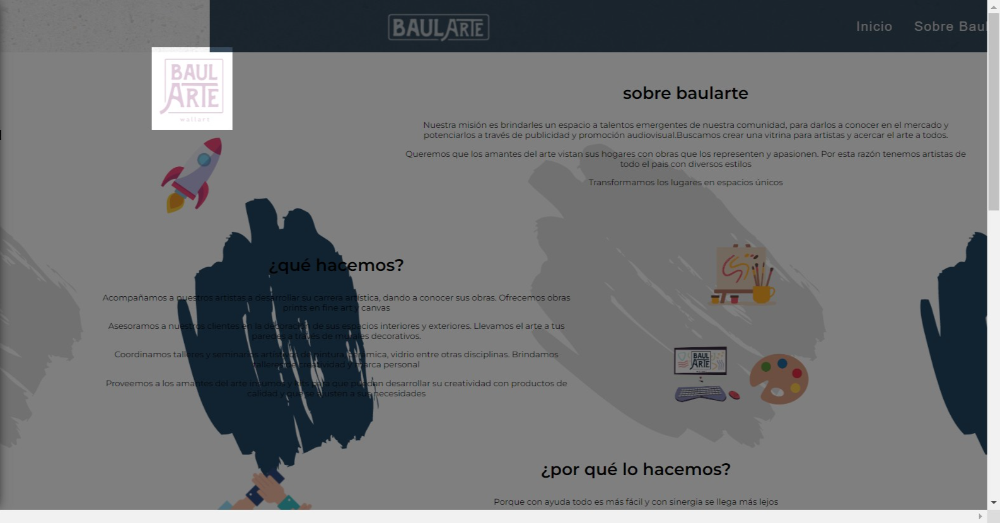 BAULARTE
Inicio
Sobre Baul
BAUL
ARTE
wallart
sobre baularte
Nuestra misión es brindarles un espacio a talentos emergentes de nuestra comunidad, para darlos a conocer en el mercado y
potenciarlos a través de publicidad y promoción audiovisual.Buscamos crear una vitrina para artistas y acercar el arte a todos.
Queremos que los amantes del arte vistan sus hogares con obras que los representen y apasionen. Por esta razón tenemos artistas de
todo el pais con diversos estilos
Transformamos los lugares en espacios únicos
¿qué hacemos?
Acompañamos a nuestros artistas a desarrollar su carrera artística, dando a conocer sus obras. Ofrecemos obras
prints en fine art y canvas
Asesoramos a nuestros clientes en la decoración de sus espacios interiores y exteriores. Llevamos el arte a tus
paredes a través de murales decorativos.
Coordinamos talleres y seminarios artísticos de pintura, cerámica, vidrio entre otras disciplinas. Brindamos
talleres de creatividad y marca personal
Proveemos a los amantes del arte insumos y kits para que puedan desarrollar su creatividad con productos de
calidad y que se ajusten a sus necesidades
BAUL
ARTE
¿por qué lo hacemos?
Porque con ayuda todo es más fácil y con sinergia se llega más lejos